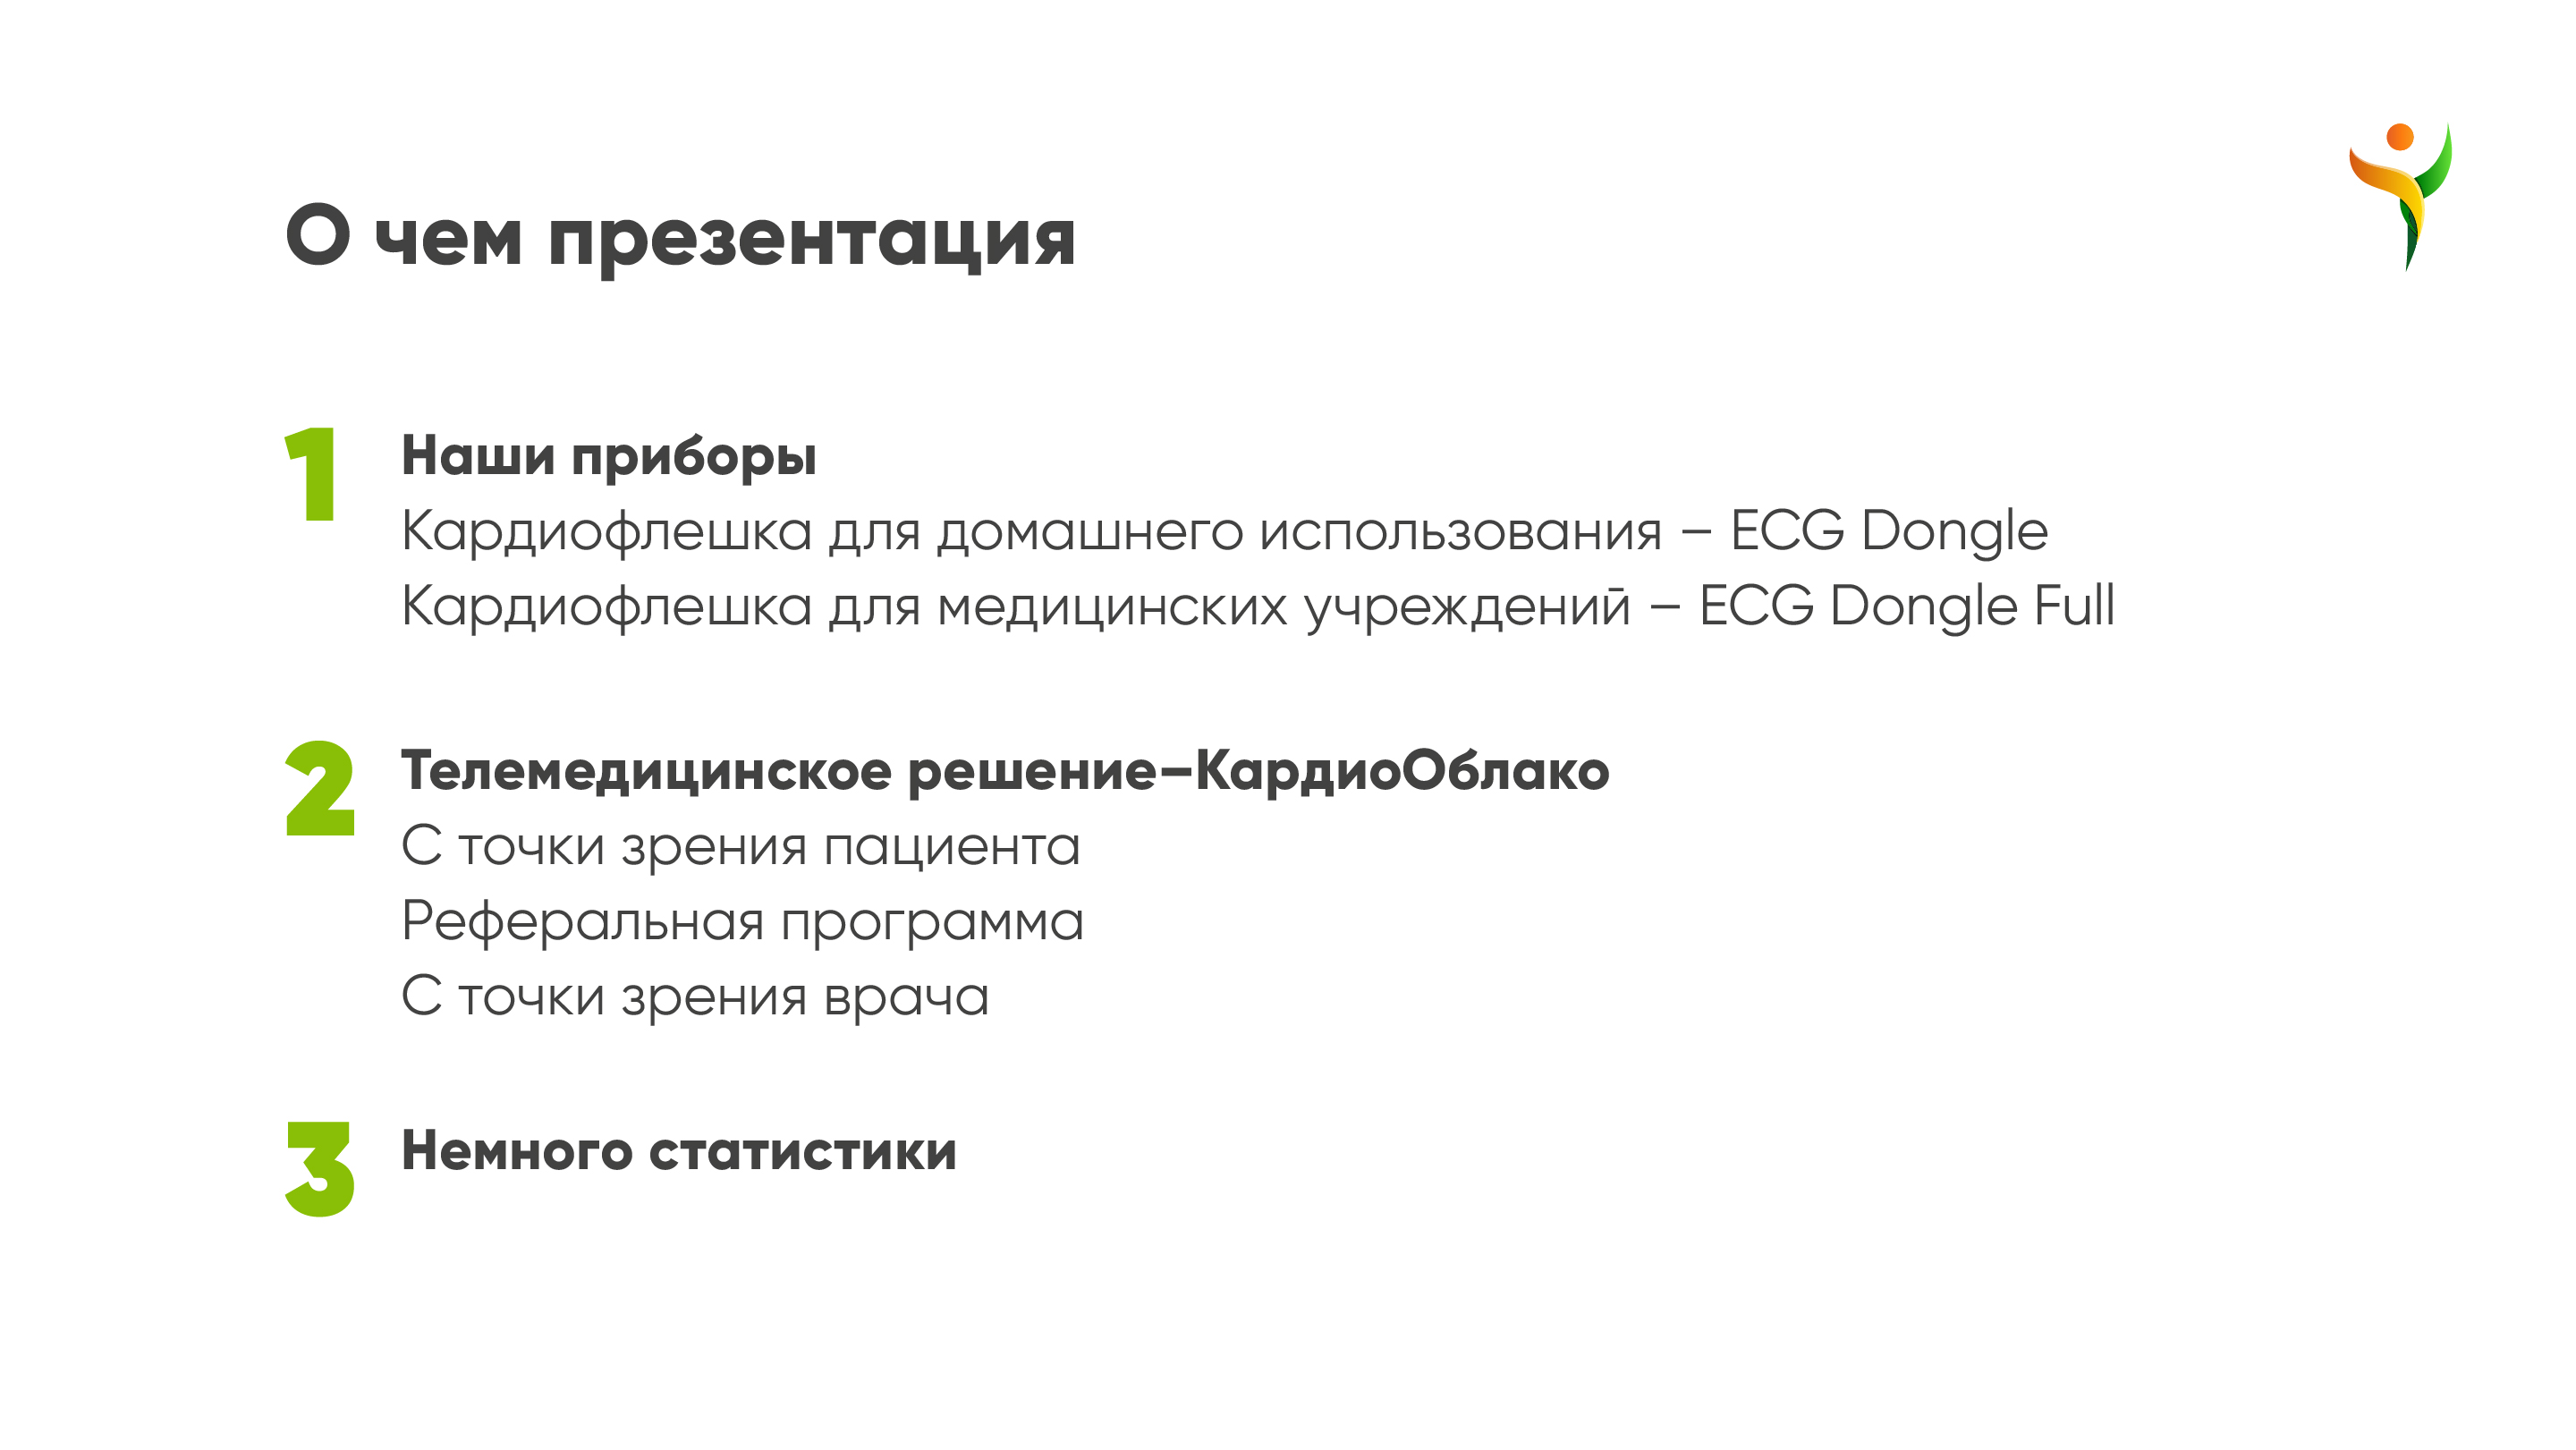 О чем презентация
1 Наши приборы
Кардиофлешка для домашнего использования – ECG Dongle
Кардиофлешка для медицинских учреждений – ECG Dongle Full
2 Телемедицинское решение–КардиоОблако
С точки зрения пациента
Реферальная программа
С точки зрения врача
3 Немного статистики